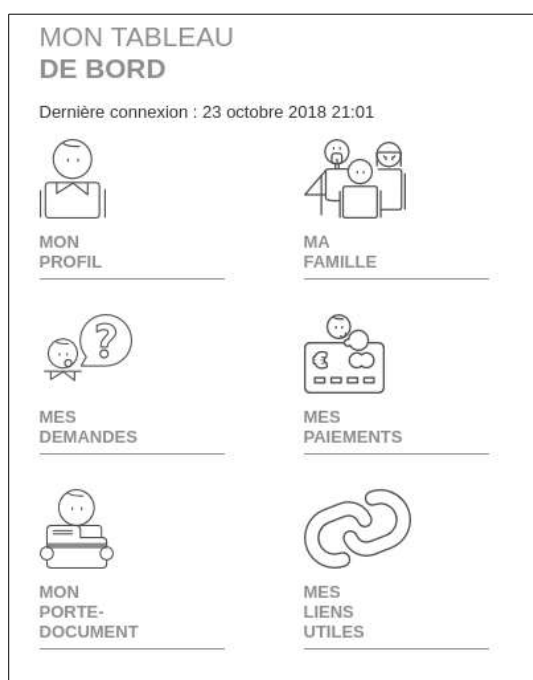 MON TABLEAU
DE BORD
Dernière connexion : 23 octobre 2018 21:01
MON
PROFIL
MA
FAMILLE
?
MES
DEMANDES
MES
PAIEMENTS
MON
PORTE-
DOCUMENT
MES
LIENS
UTILES